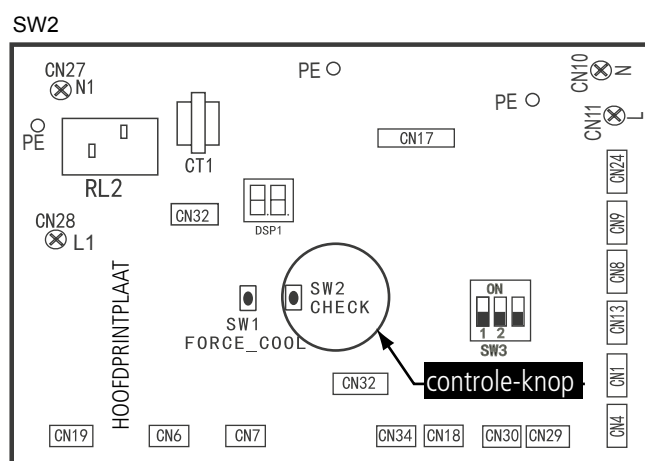 SW2
CN27
N1
PE
PE
PE
CN10
N
CN11
L
CT1
RL2
CN17
CN24
CN32
DSP1
CN28
L1
CN9
CN8
HOOFDPRINTPLAAT
SW1
FORCE_COOL
SW2
CHECK
ON
1 2
SW3
CN13
CN32
controle-knop
CN1
CN19
CN6
CN7
CN34
CN18
CN30
CN29
CN4